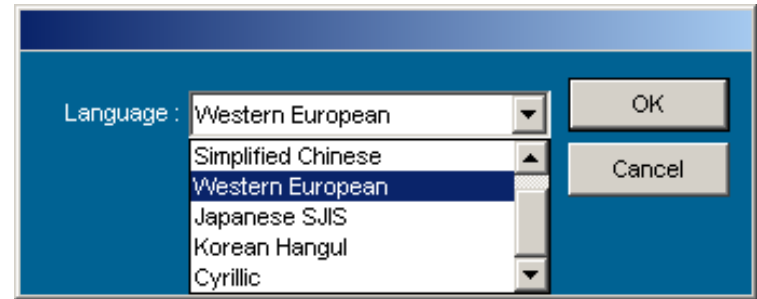 Language : Western European OK
Simplified Chinese Cancel
Western European
Japanese SJIS
Korean Hangul
Cyrillic